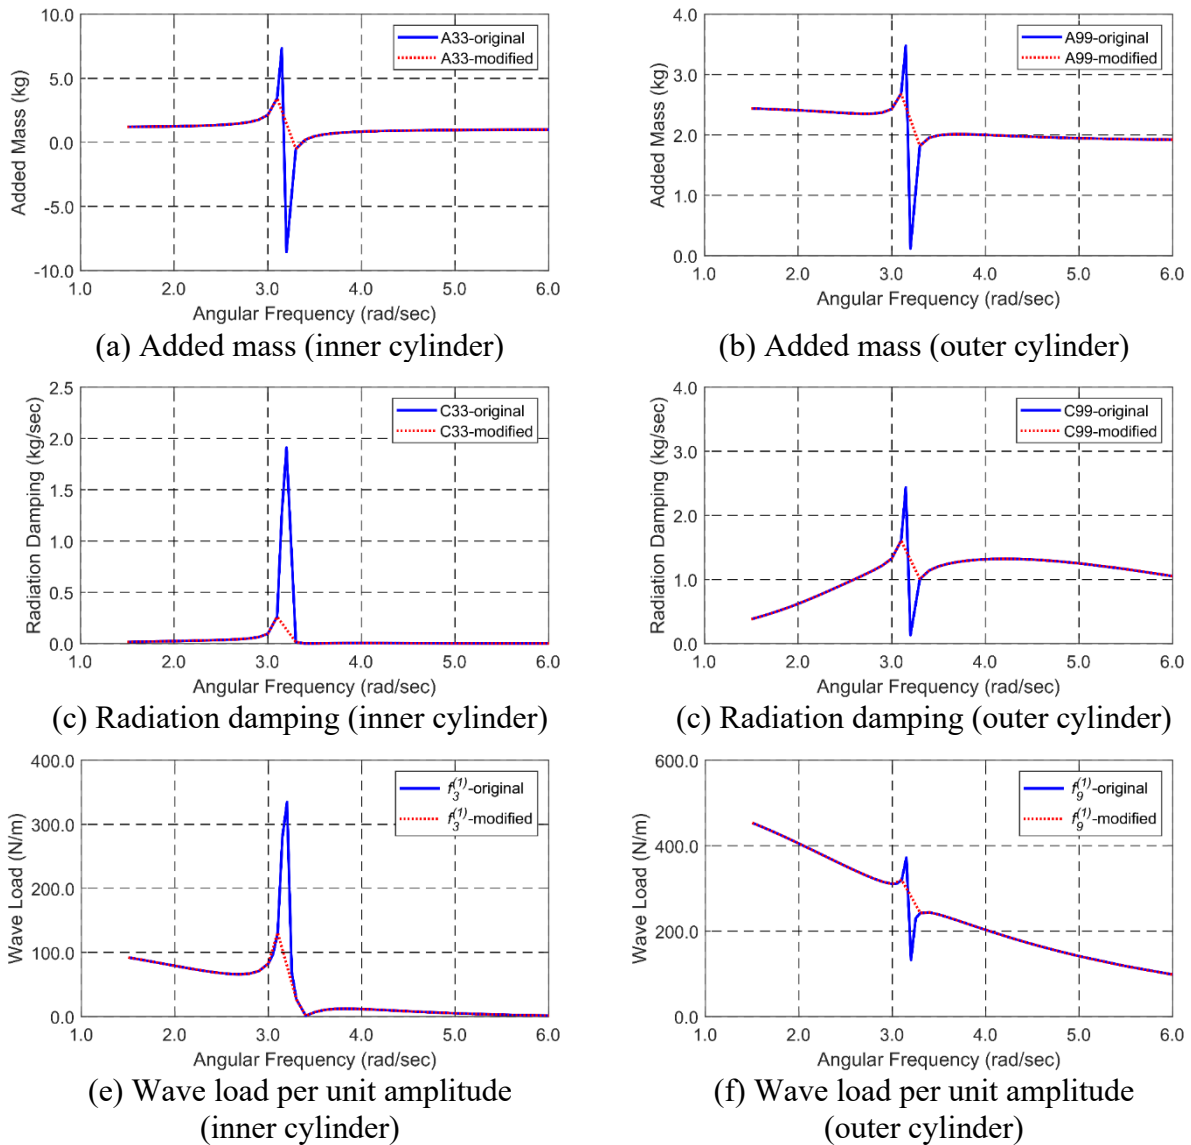 10.0
5.0
0.0
-5.0
-10.0
Added Mass (kg)
A33-original
A33-modified
1.0 2.0 3.0 4.0 5.0 6.0
Angular Frequency (rad/sec)
(a) Added mass (inner cylinder)
4.0
3.0
2.0
1.0
0.0
Added Mass (kg)
A99-original
A99-modified
1.0 2.0 3.0 4.0 5.0 6.0
Angular Frequency (rad/sec)
(b) Added mass (outer cylinder)
2.5
2.0
1.5
1.0
0.5
0.0
Radiation Damping (kg/sec)
C33-original
C33-modified
1.0 2.0 3.0 4.0 5.0 6.0
Angular Frequency (rad/sec)
(c) Radiation damping (inner cylinder)
4.0
3.0
2.0
1.0
0.0
Radiation Damping (kg/sec)
C99-original
C99-modified
1.0 2.0 3.0 4.0 5.0 6.0
Angular Frequency (rad/sec)
(c) Radiation damping (outer cylinder)
400.0
300.0
200.0
100.0
0.0
Wave Load (N/m)
f₃⁽¹⁾-original
f₃⁽¹⁾-modified
1.0 2.0 3.0 4.0 5.0 6.0
Angular Frequency (rad/sec)
(e) Wave load per unit amplitude
(inner cylinder)
600.0
400.0
200.0
0.0
Wave Load (N/m)
f₉⁽¹⁾-original
f₉⁽¹⁾-modified
1.0 2.0 3.0 4.0 5.0 6.0
Angular Frequency (rad/sec)
(f) Wave load per unit amplitude
(outer cylinder)